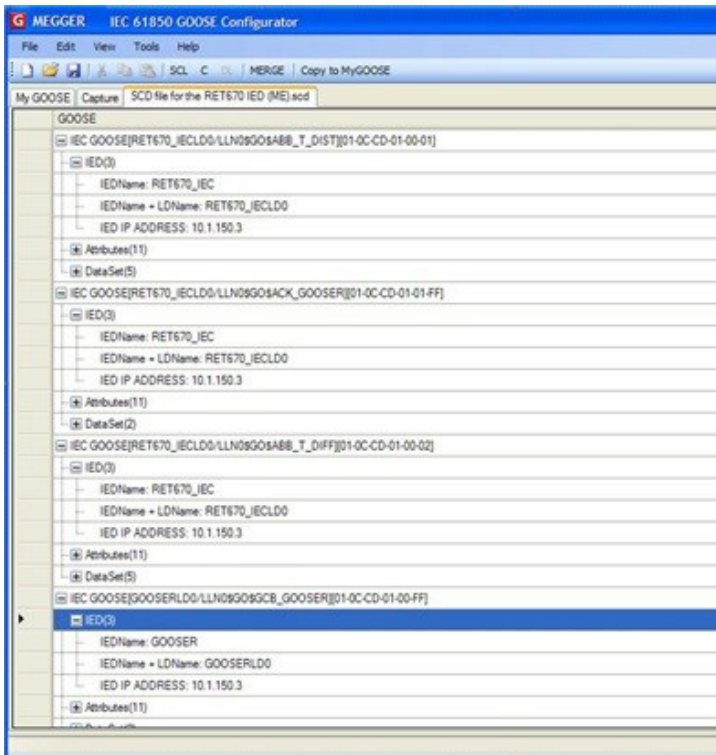 G MEGGER IEC 61850 GOOSE Configurator
File Edit View Tools Help
SCL C DL MERGE Copy to MyGOOSE
My GOOSE Capture SCD file for the RET670 IED (ME).scd
GOOSE
IEC GOOSE[RET670_IECLD0/LLN0$GO$ABB_T_DIST][01-0C-CD-01-00-01]
IED(3)
IEDName: RET670_IEC
IEDName + LDName: RET670_IECLD0
IED IP ADDRESS: 10.1.150.3
Attributes(11)
DataSet(5)
IEC GOOSE[RET670_IECLD0/LLN0$GO$ACK_GOOSER][01-0C-CD-01-01-FF]
IED(3)
IEDName: RET670_IEC
IEDName + LDName: RET670_IECLD0
IED IP ADDRESS: 10.1.150.3
Attributes(11)
DataSet(2)
IEC GOOSE[RET670_IECLD0/LLN0$GO$ABB_T_DIFF][01-0C-CD-01-00-02]
IED(3)
IEDName: RET670_IEC
IEDName + LDName: RET670_IECLD0
IED IP ADDRESS: 10.1.150.3
Attributes(11)
DataSet(5)
IEC GOOSE[GOOSERLD0/LLN0$GO$GCB_GOOSER][01-0C-CD-01-00-FF]
IED(3)
IEDName: GOOSER
IEDName + LDName: GOOSERLD0
IED IP ADDRESS: 10.1.150.3
Attributes(11)